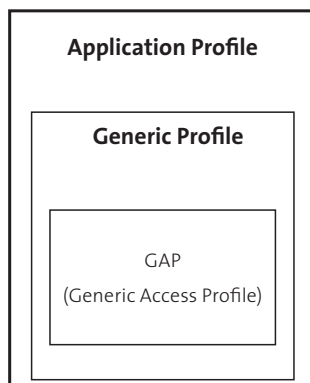 Application Profile
Generic Profile
GAP
(Generic Access Profile)